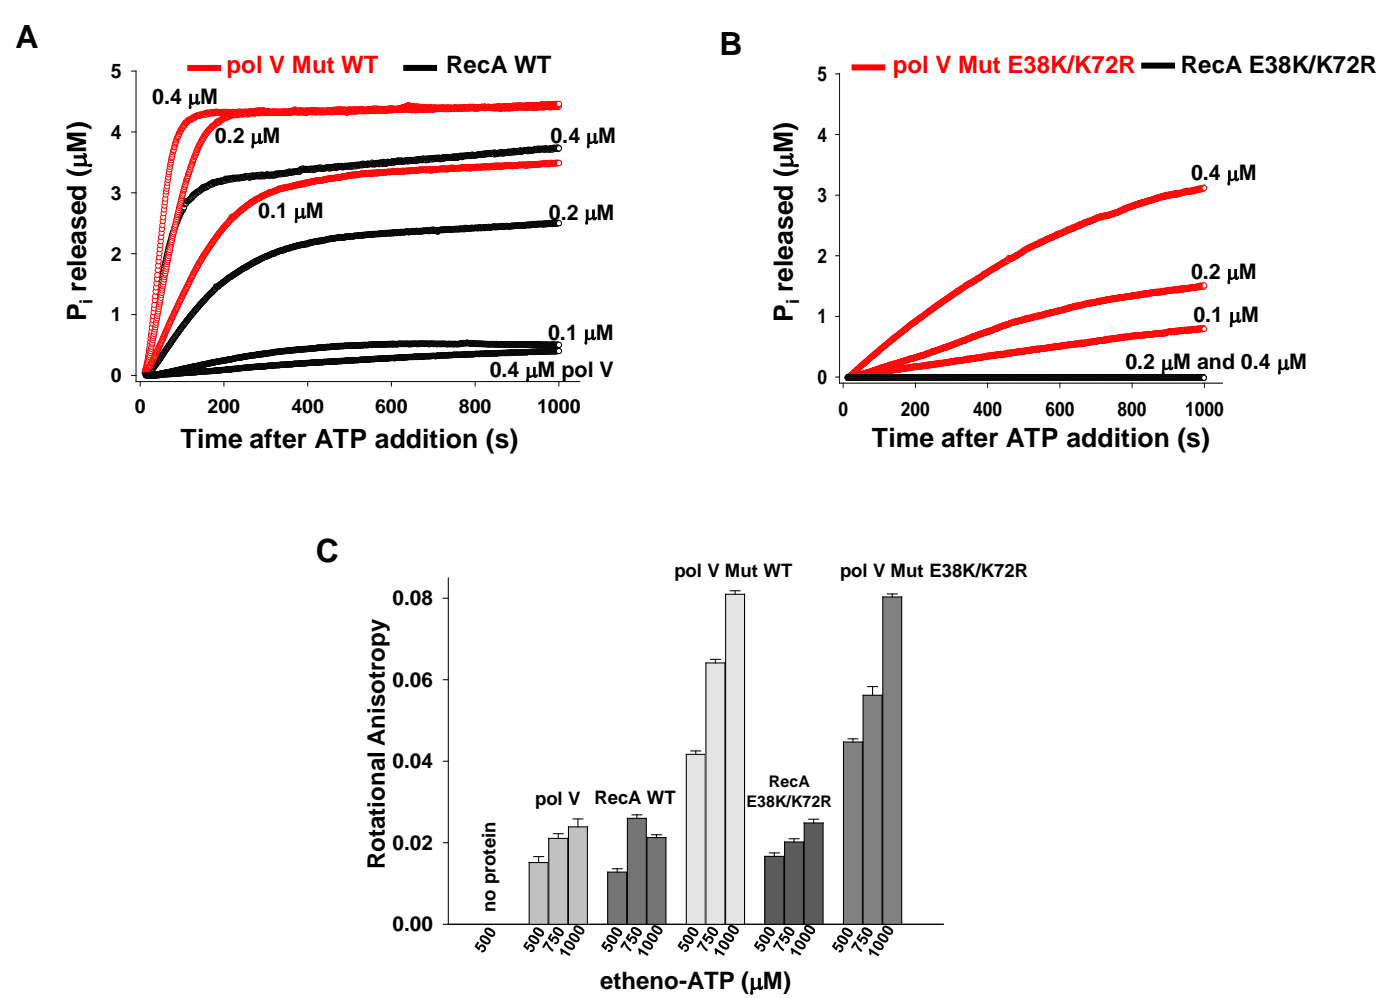 A
pol V Mut WT RecA WT
5
4
3
2
1
0
Pi released (μM)
0.4 μM
0.2 μM
0.4 μM
0.1 μM
0.2 μM
0.1 μM
0.4 μM pol V
0 200 400 600 800 1000
Time after ATP addition (s)
B
pol V Mut E38K/K72R RecA E38K/K72R
5
4
3
2
1
0
Pi released (μM)
0.4 μM
0.2 μM
0.1 μM
0.2 μM and 0.4 μM
0 200 400 600 800 1000
Time after ATP addition (s)
C
0.08
0.06
0.04
0.02
0.00
Rotational Anisotropy
no protein
pol V
RecA WT
pol V Mut WT
RecA
E38K/K72R
pol V Mut E38K/K72R
500 500 750 1000 500 750 1000 500 750 1000 500 750 1000 500 750 1000
etheno-ATP (μM)